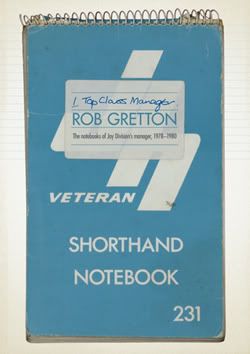 1 Top Class Manager
ROB GRETTON
The notebooks of Joy Division's manager, 1978–1980
VETERAN
SHORTHAND
NOTEBOOK
231